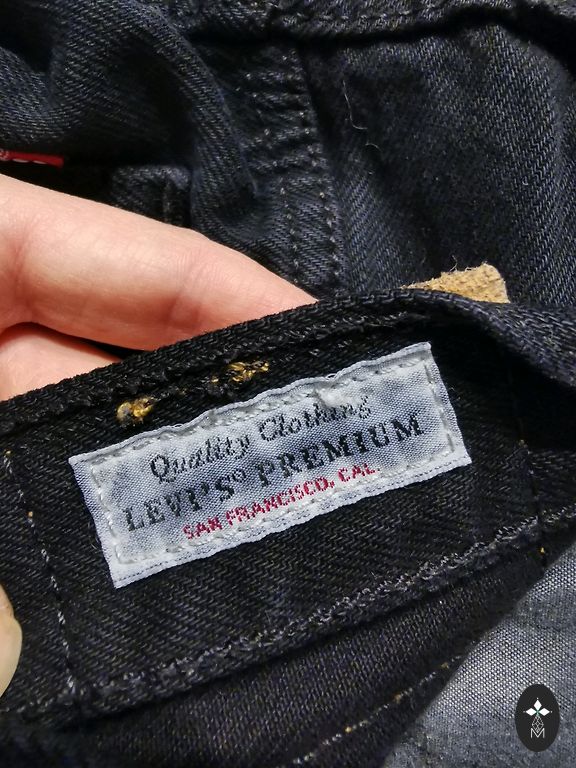 Quality Clothing
LEVI'S® PREMIUM
SAN FRANCISCO, CAL.
M